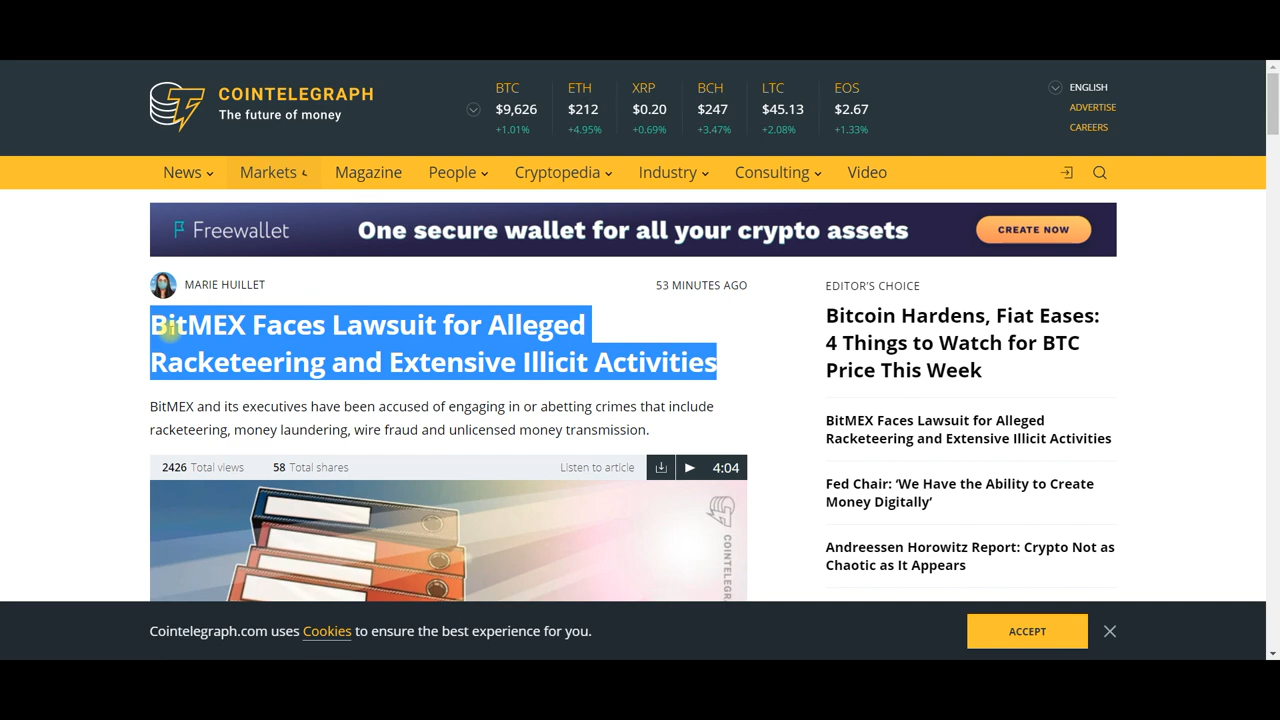 COINTELEGRAPH
The future of money
BTC ETH XRP BCH LTC EOS
$9,626 $212 $0.20 $247 $45.13 $2.67
+1.01% +4.95% +0.69% +3.47% +2.08% +1.33%
ENGLISH
ADVERTISE
CAREERS
News Markets Magazine People Cryptopedia Industry Consulting Video
Freewallet One secure wallet for all your crypto assets CREATE NOW
MARIE HUILLET 53 MINUTES AGO
BitMEX Faces Lawsuit for Alleged
Racketeering and Extensive Illicit Activities
BitMEX and its executives have been accused of engaging in or abetting crimes that include
racketeering, money laundering, wire fraud and unlicensed money transmission.
2426 Total views 58 Total shares Listen to article 4:04
COINTELEGRA
EDITOR'S CHOICE
Bitcoin Hardens, Fiat Eases:
4 Things to Watch for BTC
Price This Week
BitMEX Faces Lawsuit for Alleged
Racketeering and Extensive Illicit Activities
Fed Chair: ‘We Have the Ability to Create
Money Digitally’
Andreessen Horowitz Report: Crypto Not as
Chaotic as It Appears
Cointelegraph.com uses Cookies to ensure the best experience for you.
ACCEPT